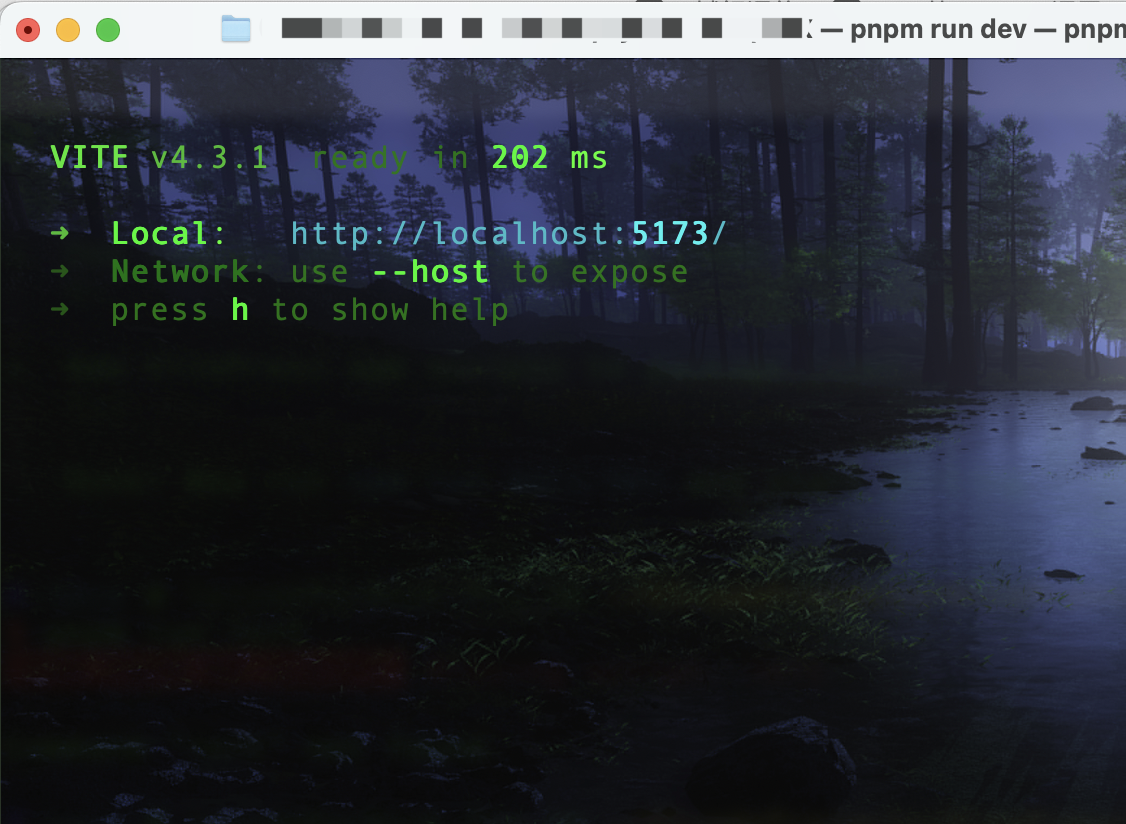 — pnpm run dev — pnpm
VITE v4.3.1 ready in 202 ms
➜ Local: http://localhost:5173/
➜ Network: use --host to expose
➜ press h to show help